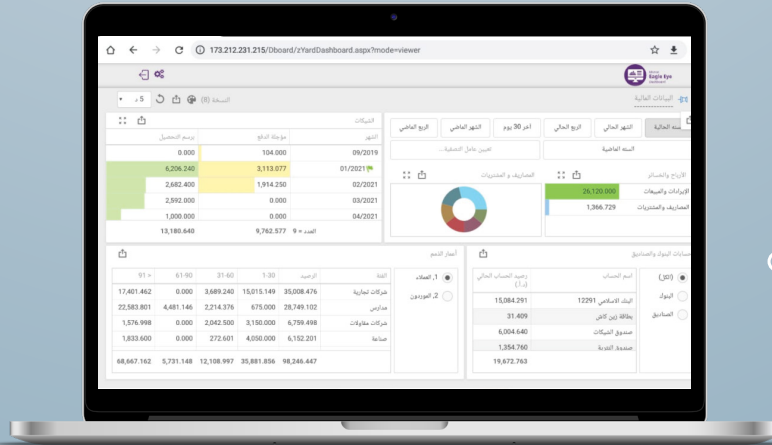 173.212.231.215/Dboard/zYardDashboard.aspx?mode=viewer
Eagle Eye
البيانات المالية
النسخة (8)
5 د
السنه الحالية
الشهر الحالي
الربع الحالي
اخر 30 يوم
الشهر الماضي
الربع الماضي
السنه الماضية
تعيين عامل التصفية...
الشيكات
الشهر مؤجلة الدفع برسم التحصيل
09/2019 104.000 0.000
01/2021 3,113.077 6,206.240
02/2021 1,914.250 2,682.400
03/2021 0.000 2,592.000
04/2021 0.000 1,000.000
العدد = 9 9,762.577 13,180.640
الأرباح والخسائر
الإيرادات والمبيعات 26,120.000
المصاريف والمشتريات 1,366.729
المصاريف و المشتريات
حسابات البنوك والصناديق
(الكل)
البنوك
الصناديق
اسم الحساب رصيد الحساب الحالي (د.أ)
البنك الاسلامي 12291 15,084.291
بطاقة زين كاش 31.409
صندوق الشيكات 6,004.640
صندوق النثرية 1,354.760
19,672.763
أعمار الذمم
1, العملاء
2, الموردون
الفئة الرصيد 1-30 31-60 61-90 91+
شركات تجارية 35,008.476 15,015.149 3,689.240 0.000 17,401.462
مدارس 28,749.102 675.000 2,214.376 4,481.146 22,583.801
شركات مقاولات 6,759.498 3,150.000 2,042.500 0.000 1,576.998
صناعة 6,152.201 4,050.000 272.601 0.000 1,833.600
98,246.447 35,881.856 12,108.997 5,731.148 68,667.162